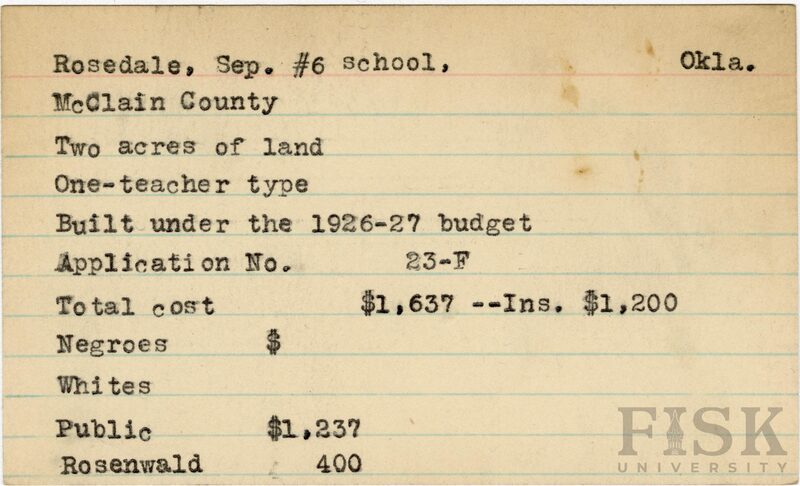 Rosedale, Sep. #6 school, Okla.
McClain County
Two acres of land
One-teacher type
Built under the 1926-27 budget
Application No. 23-F
Total cost $1,637 --Ins. $1,200
Negroes $
Whites
Public $1,237
Rosenwald 400
FISK
UNIVERSITY